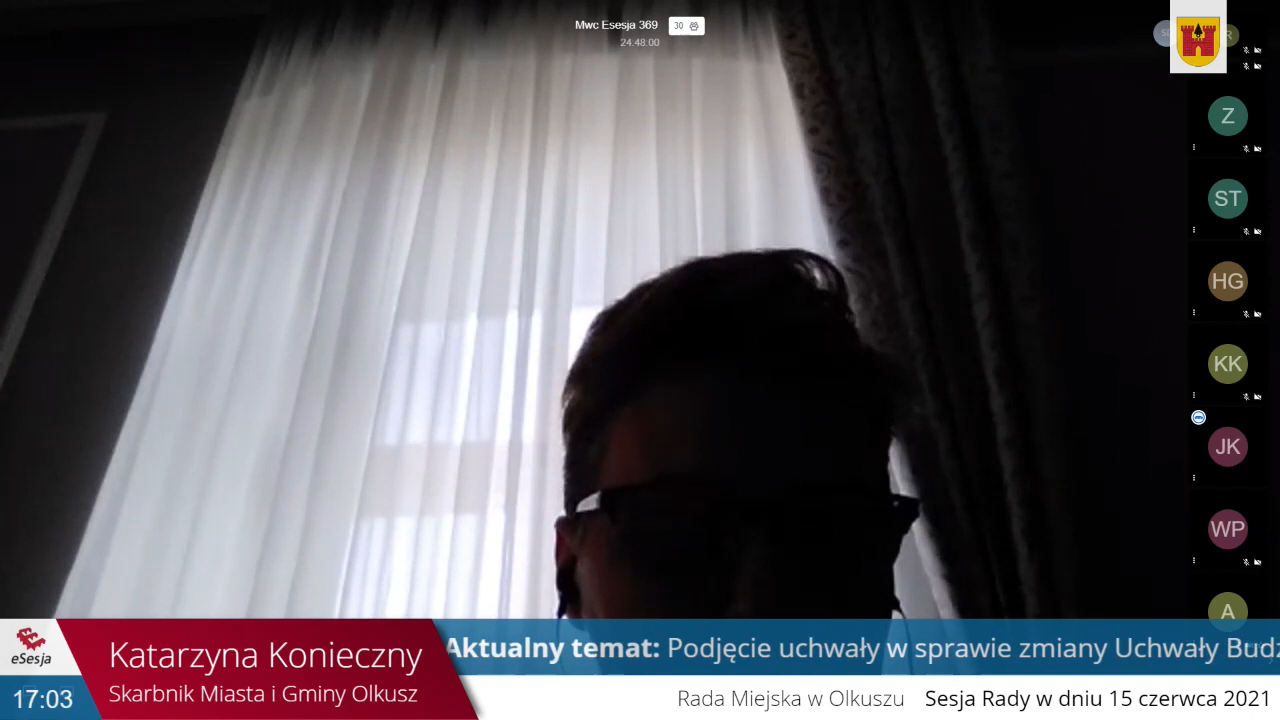 Mwc Esesja 369 30
24:48:00
R
Z
ST
HG
KK
JK
WP
A
eSesja
Katarzyna Konieczny
Skarbnik Miasta i Gminy Olkusz
Aktualny temat: Podjęcie uchwały w sprawie zmiany Uchwały Budż
17:03
Rada Miejska w Olkuszu Sesja Rady w dniu 15 czerwca 2021